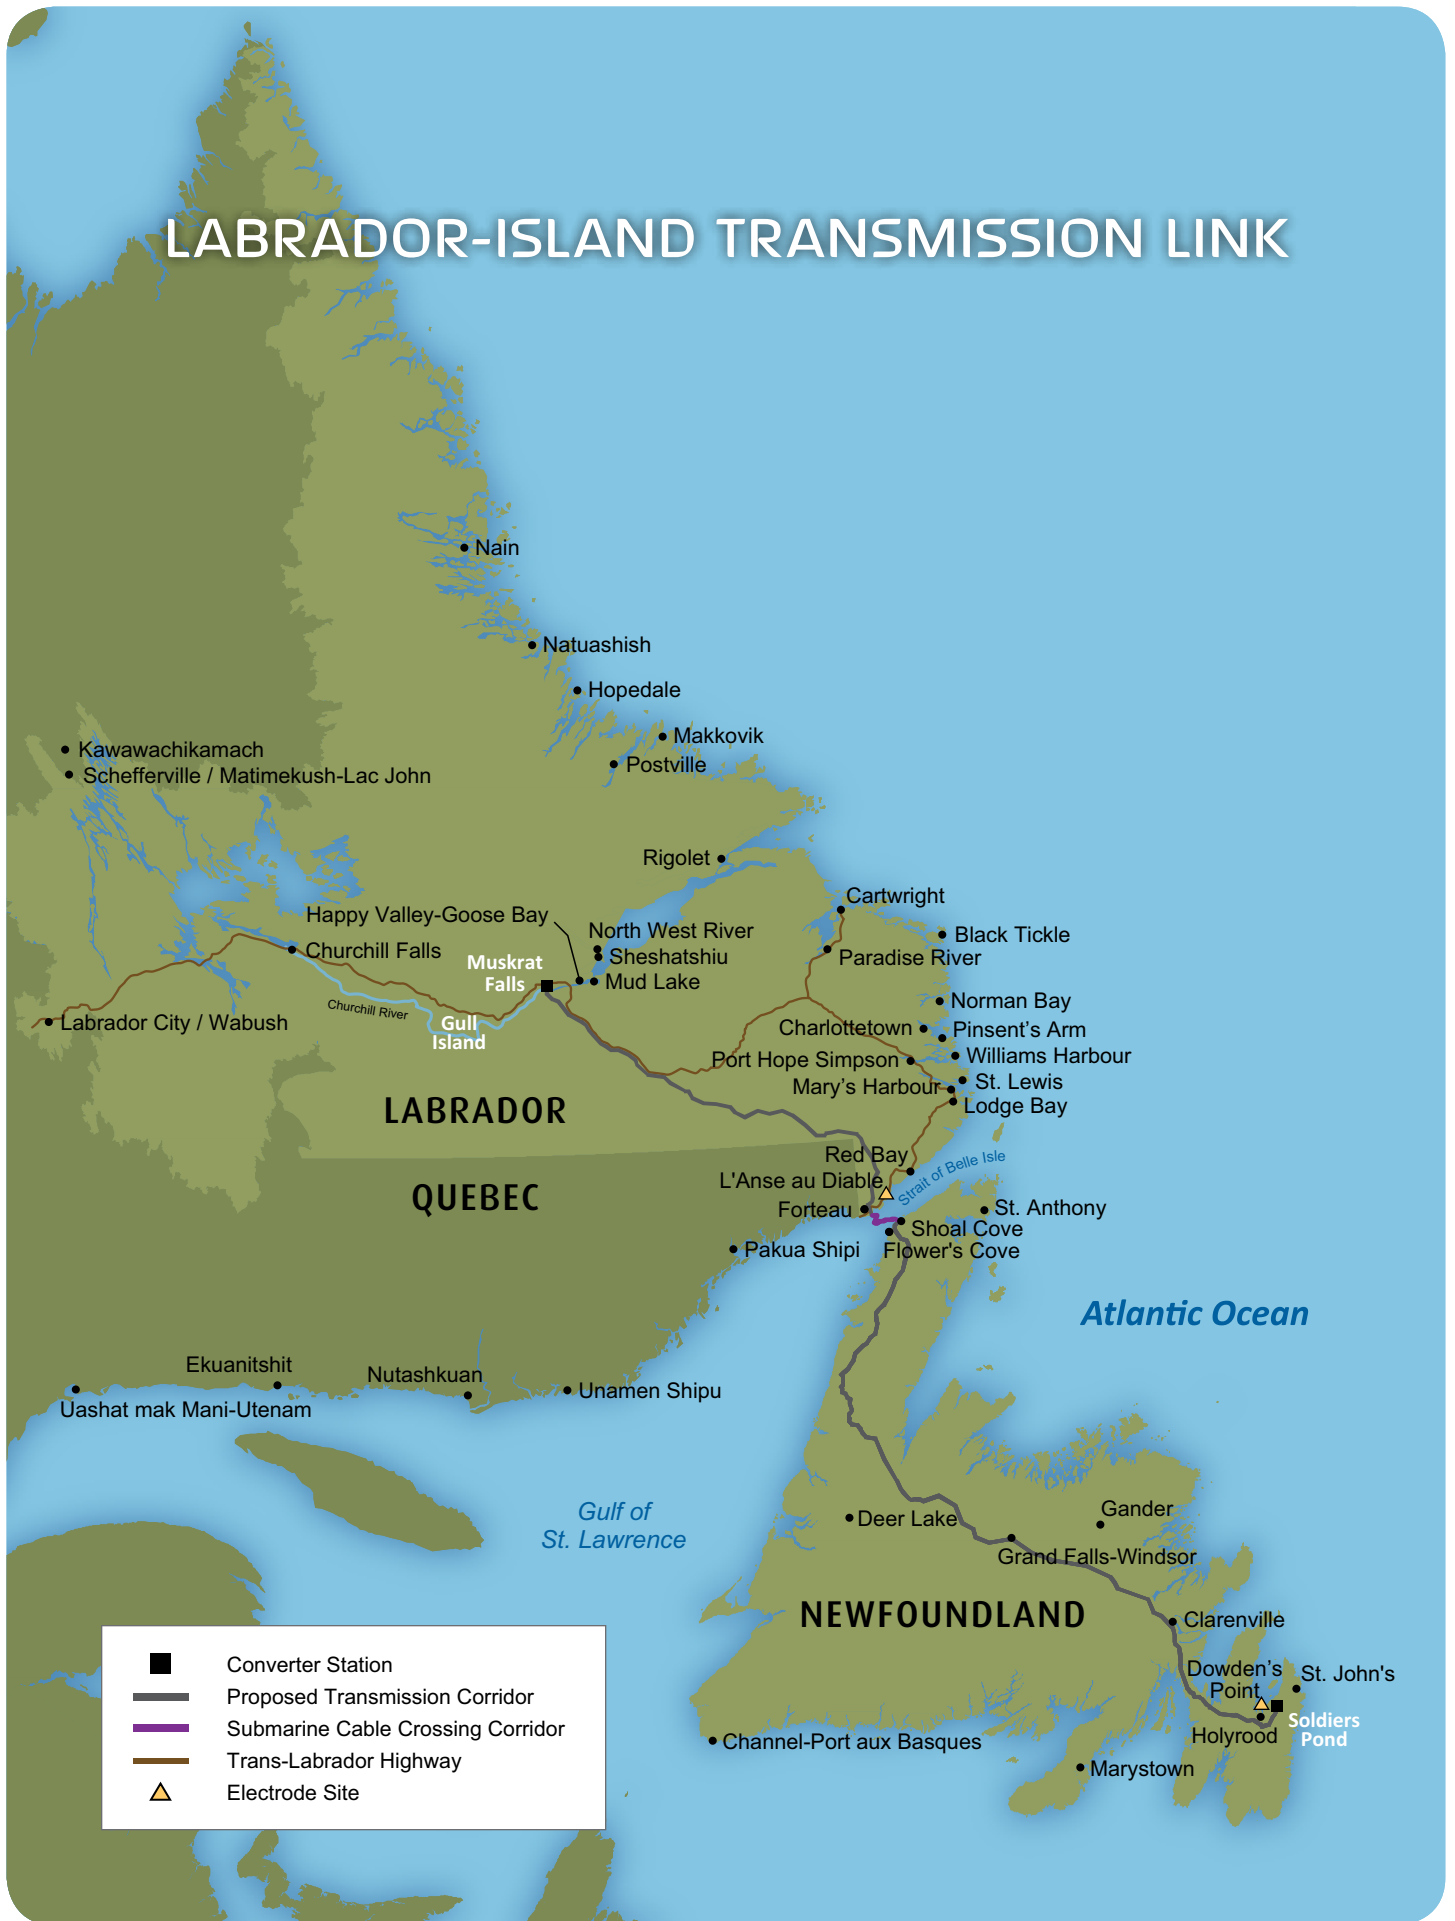 LABRADOR-ISLAND TRANSMISSION LINK
Nain
Natuashish
Hopedale
Makkovik
Postville
Kawawachikamach
Schefferville / Matimekush-Lac John
Rigolet
Cartwright
Happy Valley-Goose Bay
North West River
Black Tickle
Churchill Falls
Sheshatshiu
Paradise River
Muskrat
Falls
Mud Lake
Norman Bay
Churchill River
Labrador City / Wabush
Gull
Island
Charlottetown
Pinsent’s Arm
Williams Harbour
Port Hope Simpson
St. Lewis
Mary’s Harbour
Lodge Bay
LABRADOR
Red Bay
Strait of Belle Isle
L'Anse au Diable
QUEBEC
Forteau
St. Anthony
Shoal Cove
Pakua Shipi
Flower's Cove
Atlantic Ocean
Ekuanitshit
Nutashkuan
Unamen Shipu
Uashat mak Mani-Utenam
Gulf of
St. Lawrence
Deer Lake
Gander
Grand Falls-Windsor
NEWFOUNDLAND
Clarenville
Dowden’s
Point
St. John's
Soldiers
Pond
Holyrood
Channel-Port aux Basques
Marystown
Converter Station
Proposed Transmission Corridor
Submarine Cable Crossing Corridor
Trans-Labrador Highway
Electrode Site